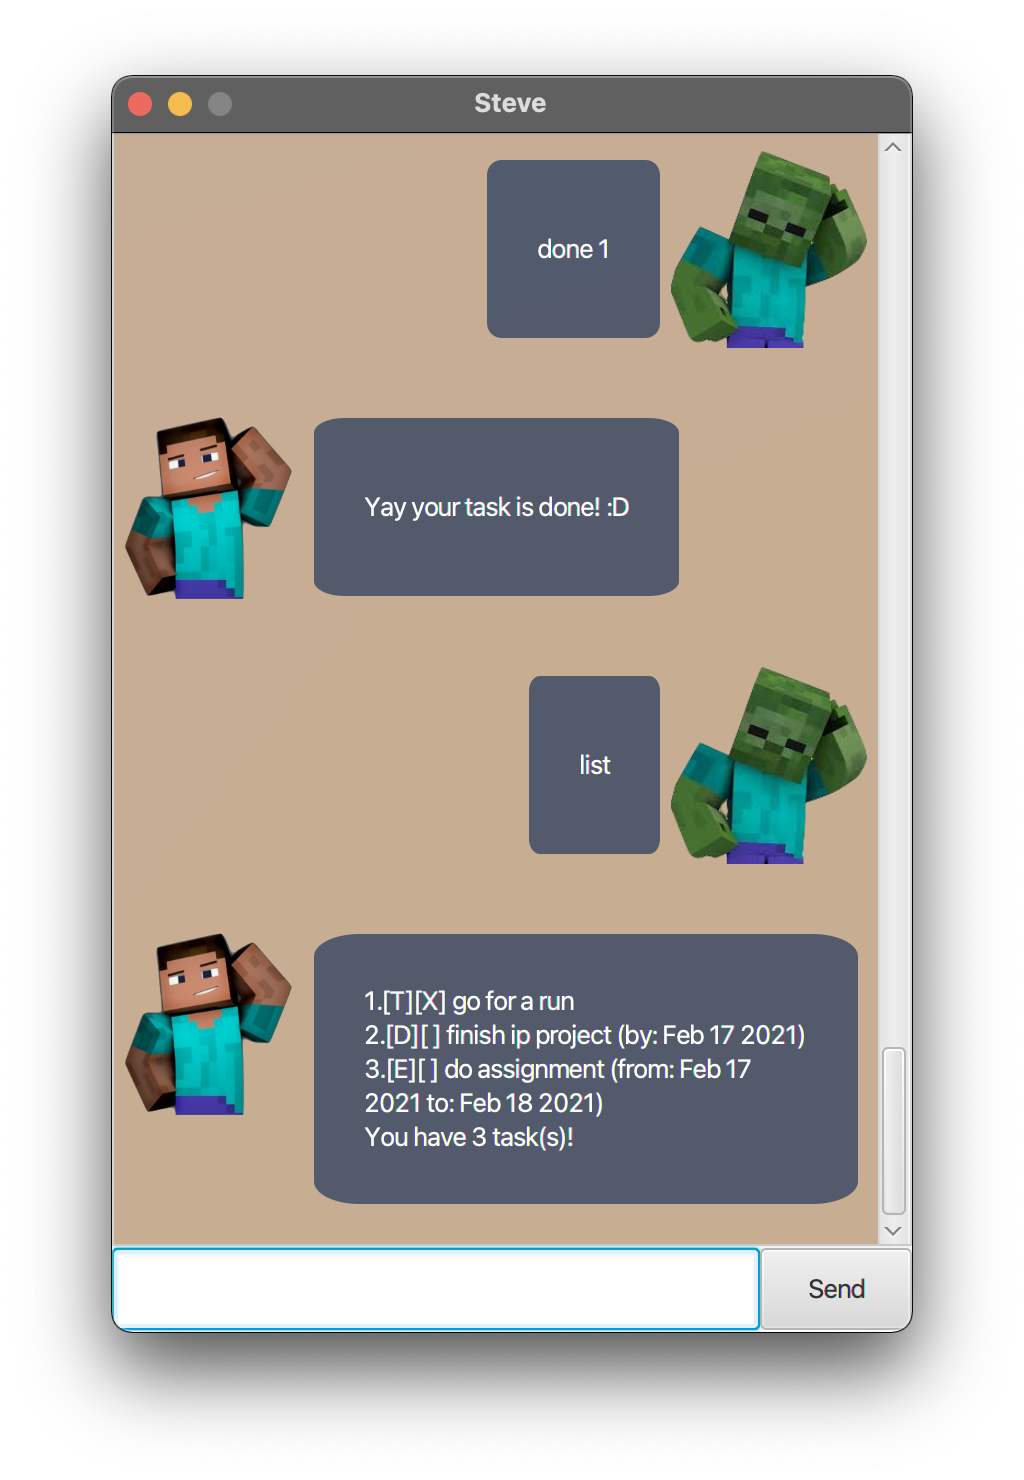 Steve
done 1
Yay your task is done! :D
list
1.[T][X] go for a run
2.[D][ ] finish ip project (by: Feb 17 2021)
3.[E][ ] do assignment (from: Feb 17
2021 to: Feb 18 2021)
You have 3 task(s)!
Send